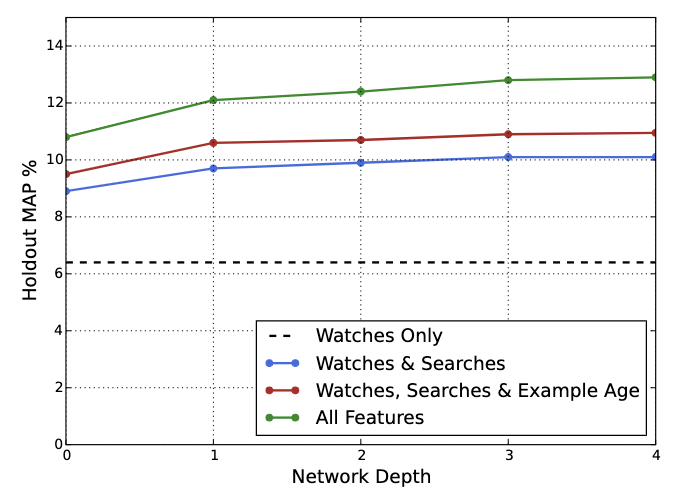 14
12
10
8
6
4
2
0
Holdout MAP %
Watches Only
Watches & Searches
Watches, Searches & Example Age
All Features
0 1 2 3 4
Network Depth